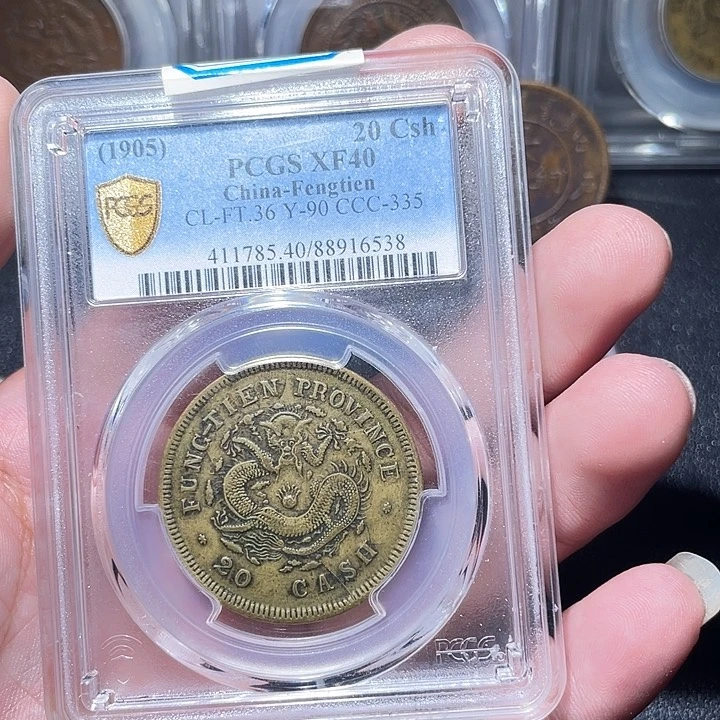 (1905)
20 Csh
PCGS XF40
China-Fengtien
CL-FT.36 Y-90 CCC-335
411785.40/88916538
PCGS
FUNG-TIEN PROVINCE
20 CASH
PCGS